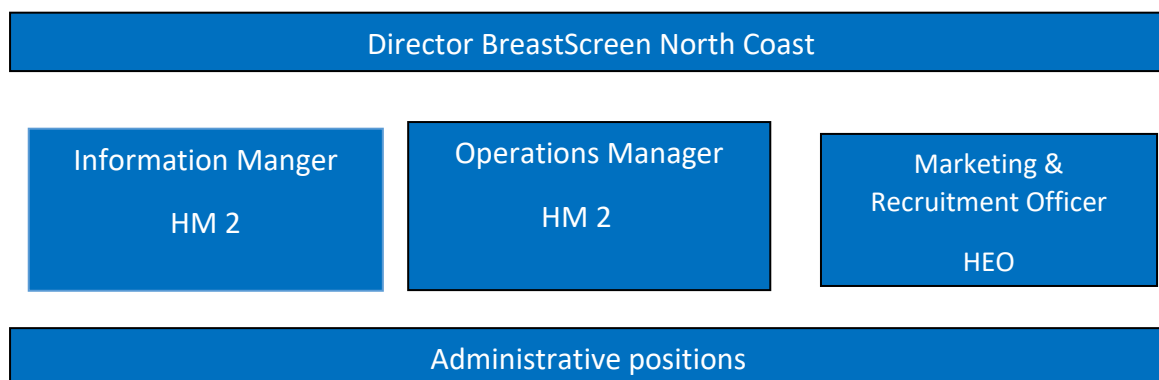 Director BreastScreen North Coast
Information Manger
HM 2
Operations Manager
HM 2
Marketing &
Recruitment Officer
HEO
Administrative positions